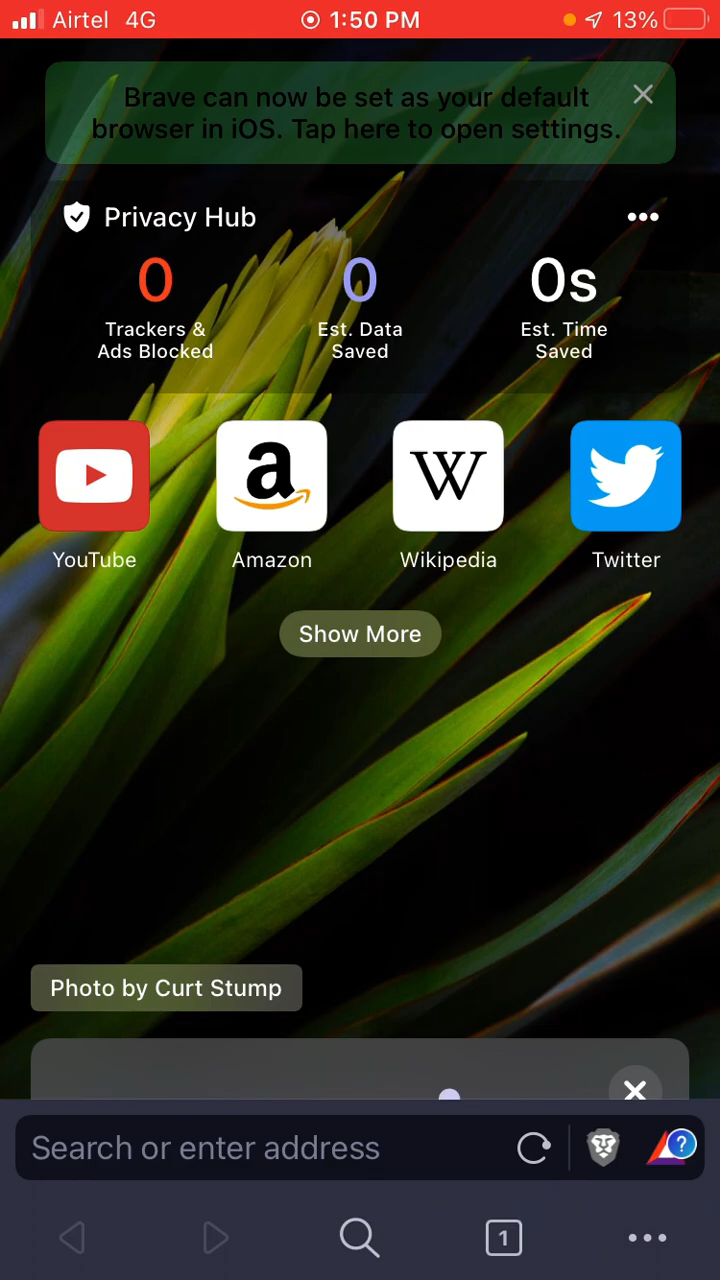 Airtel 4G 1:50 PM 13%
Brave can now be set as your default
browser in iOS. Tap here to open settings.
Privacy Hub
0 0 0s
Trackers & Est. Data Est. Time
Ads Blocked Saved Saved
a W
YouTube Amazon Wikipedia Twitter
Show More
Photo by Curt Stump
Search or enter address ?
1